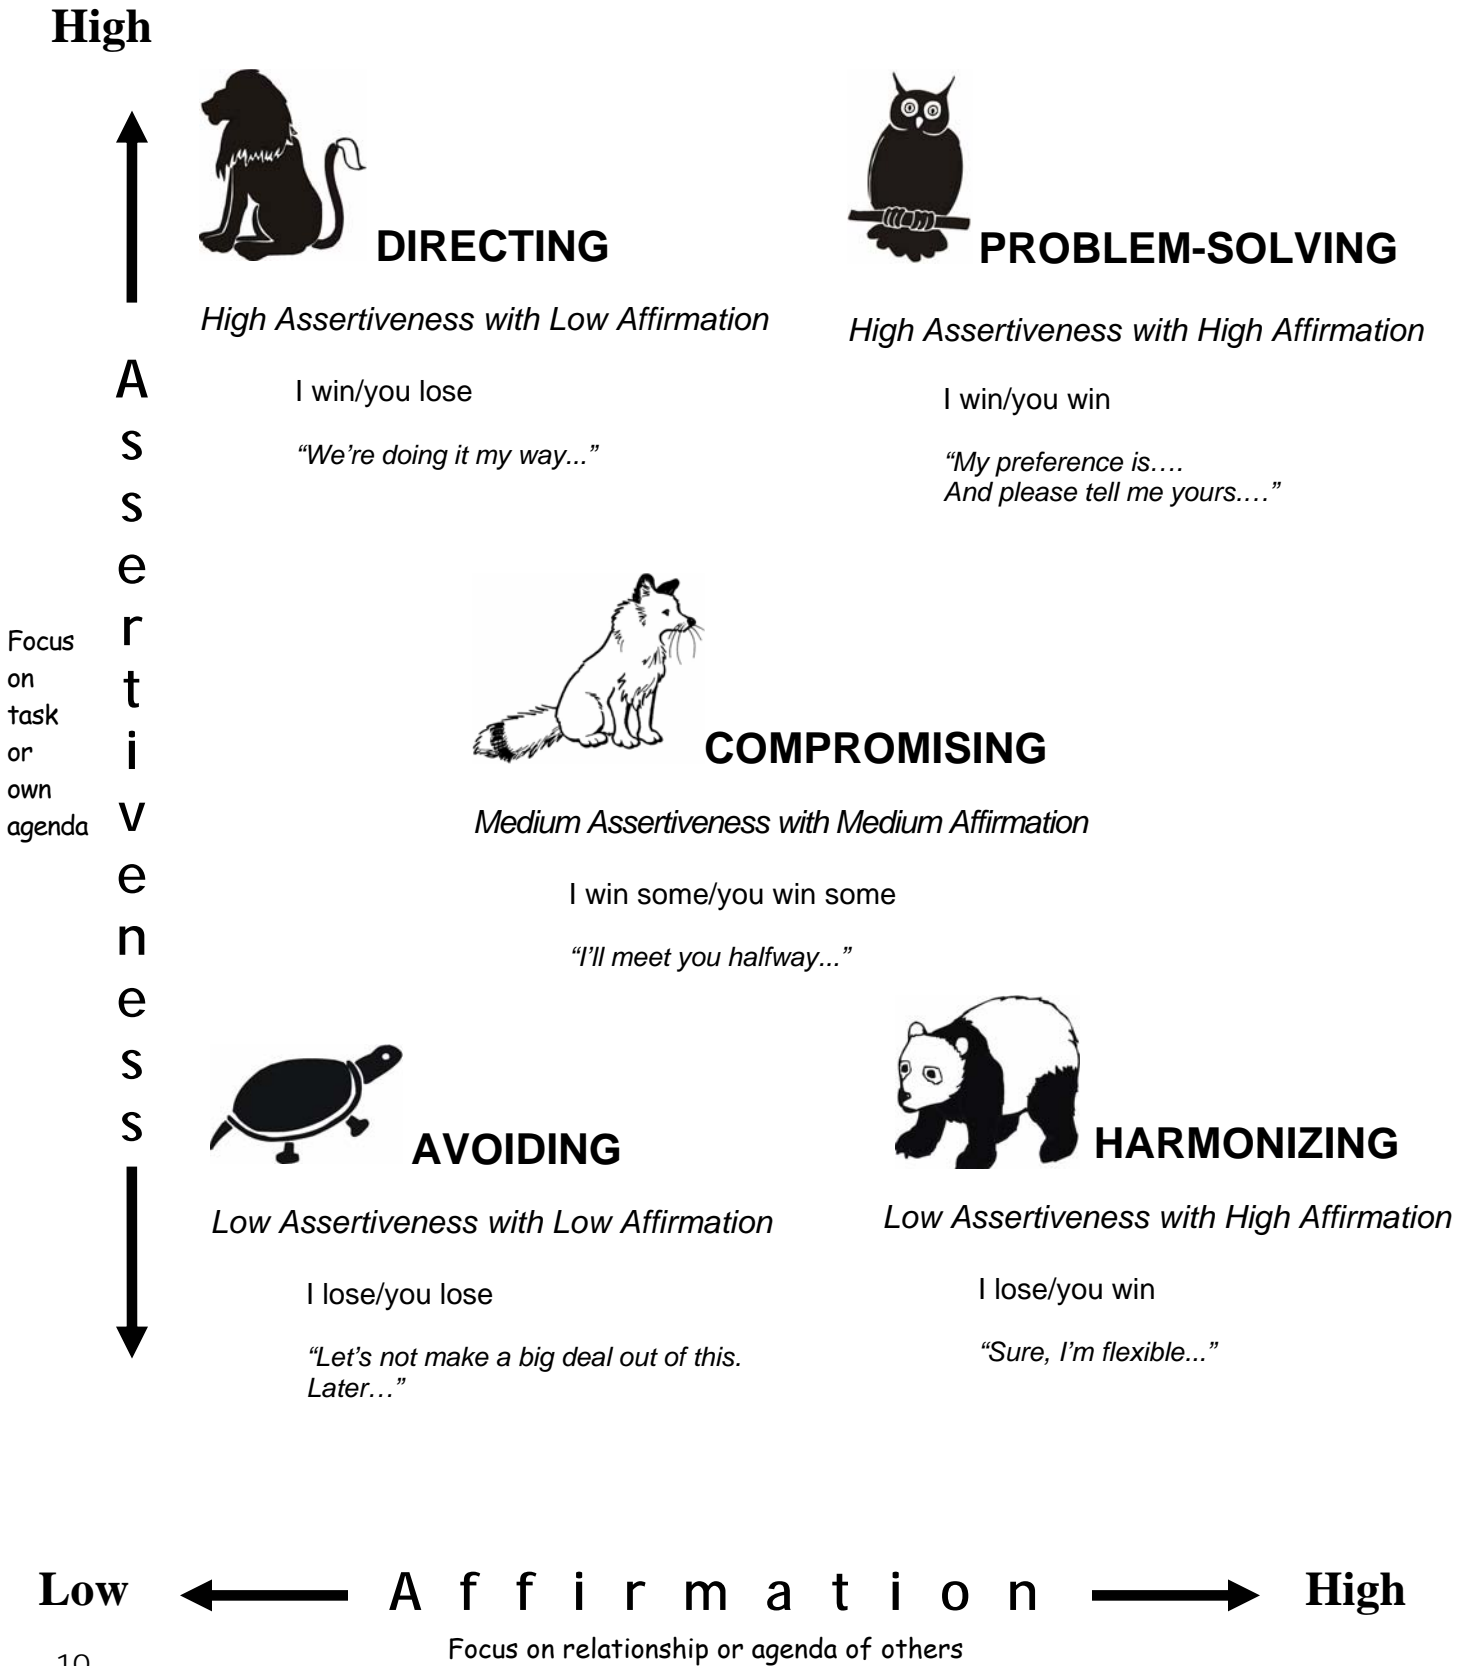 High
DIRECTING
High Assertiveness with Low Affirmation
I win/you lose
“We’re doing it my way...”
PROBLEM-SOLVING
High Assertiveness with High Affirmation
I win/you win
“My preference is….
And please tell me yours.…”
Assertiveness
Focus
on
task
or
own
agenda
COMPROMISING
Medium Assertiveness with Medium Affirmation
I win some/you win some
“I’ll meet you halfway...”
AVOIDING
Low Assertiveness with Low Affirmation
I lose/you lose
“Let’s not make a big deal out of this.
Later…”
HARMONIZING
Low Assertiveness with High Affirmation
I lose/you win
“Sure, I’m flexible...”
Low Affirmation High
Focus on relationship or agenda of others
10